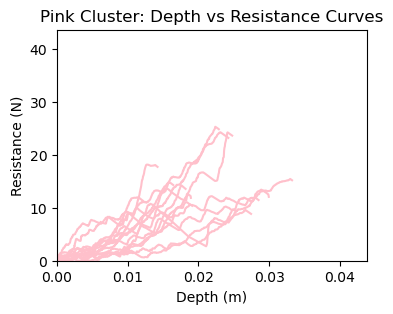 Pink Cluster: Depth vs Resistance Curves
40
30
20
10
0
Resistance (N)
0.00 0.01 0.02 0.03 0.04
Depth (m)